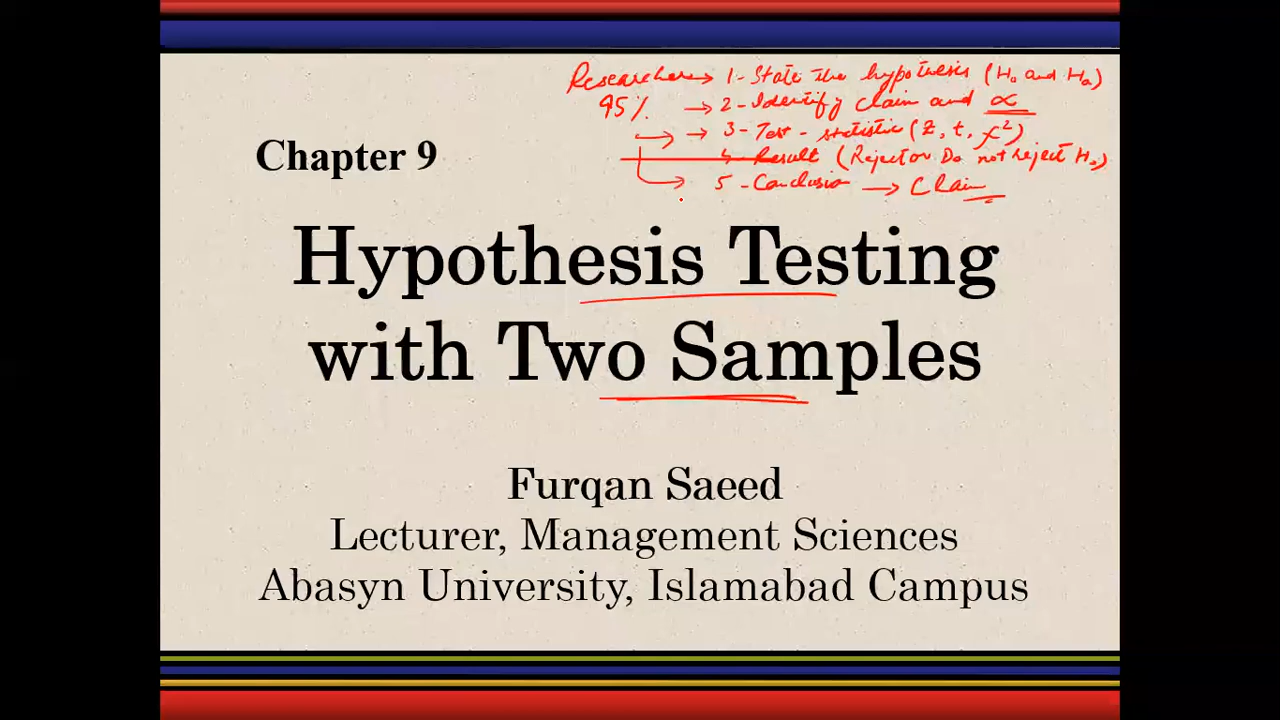 Researcher → 1- State the hypothesis (H₀ and Hₐ)
95% → 2- Identify claim and α
→ → 3- Test-statistic (z, t, χ²)
4- Result (Reject or Do not reject H₀)
→ 5- Conclusion → Claim
Chapter 9
Hypothesis Testing
with Two Samples
Furqan Saeed
Lecturer, Management Sciences
Abasyn University, Islamabad Campus